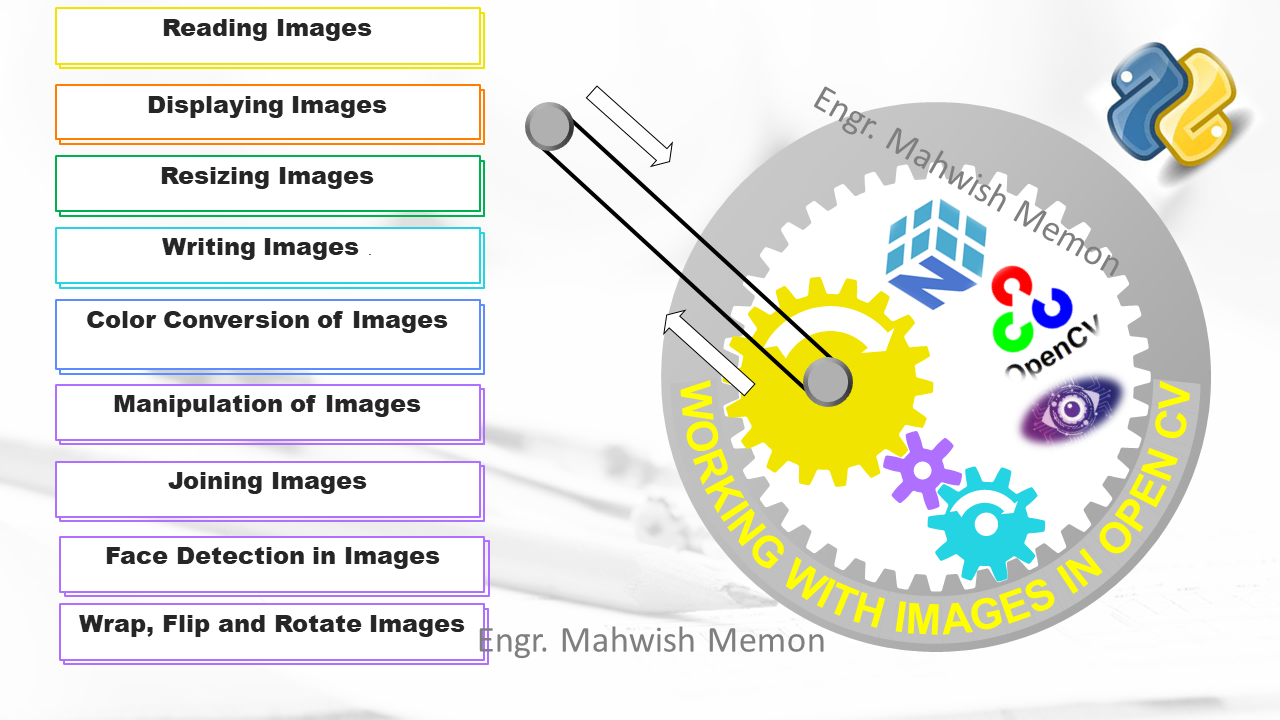 Reading Images
Displaying Images
Resizing Images
Writing Images .
Color Conversion of Images
Manipulation of Images
Joining Images
Face Detection in Images
Wrap, Flip and Rotate Images
Engr. Mahwish Memon
Engr. Mahwish Memon
OpenCV
WORKING WITH IMAGES IN OPEN CV